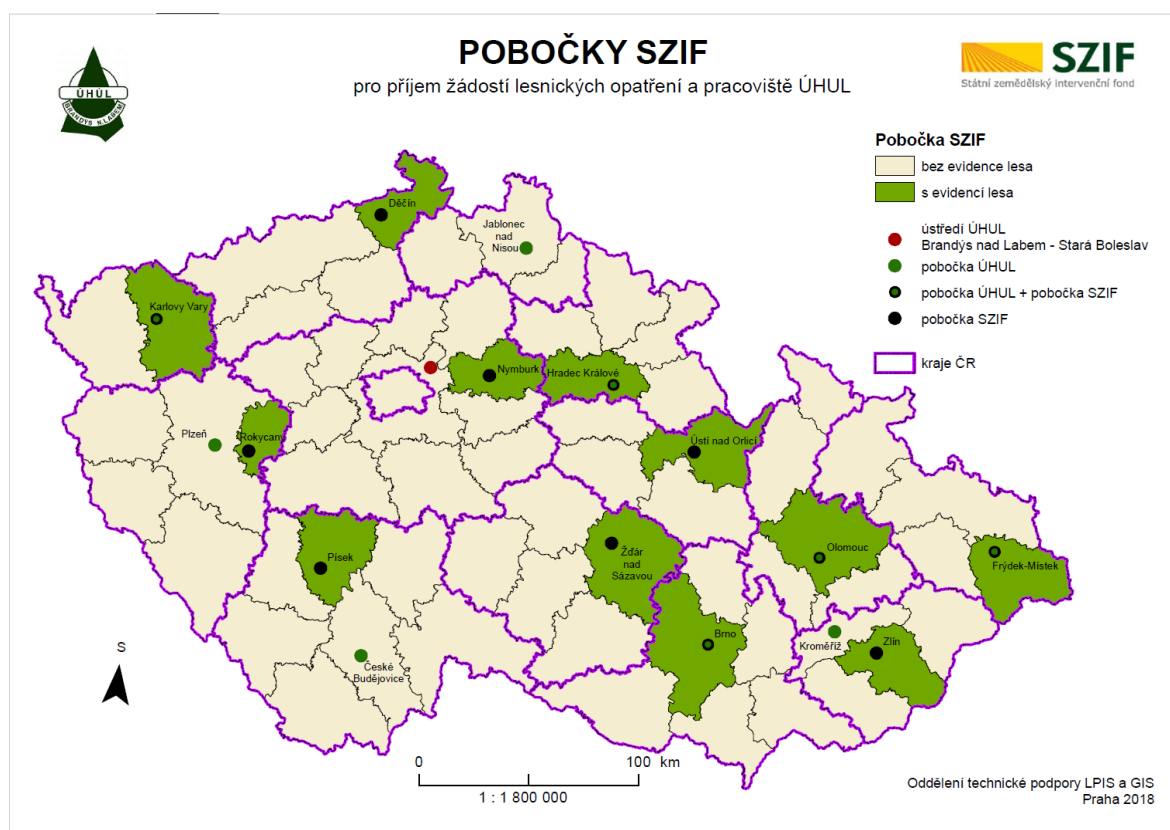 POBOČKY SZIF
pro příjem žádostí lesnických opatření a pracoviště ÚHUL
ÚHÚL
BRANDÝS N.LABEM
SZIF
Státní zemědělský intervenční fond
Pobočka SZIF
bez evidence lesa
s evidencí lesa
ústředí ÚHUL
Brandýs nad Labem - Stará Boleslav
pobočka ÚHUL
pobočka ÚHUL + pobočka SZIF
pobočka SZIF
kraje ČR
Děčín
Jablonec
nad
Nisou
Karlovy Vary
Nymburk
Hradec Králové
Plzeň
Rokycany
Ústí nad Orlicí
Písek
Žďár
nad
Sázavou
Olomouc
Frýdek-Místek
Brno
Kroměříž
Zlín
České
Budějovice
S
0
100 km
1 : 1 800 000
Oddělení technické podpory LPIS a GIS
Praha 2018